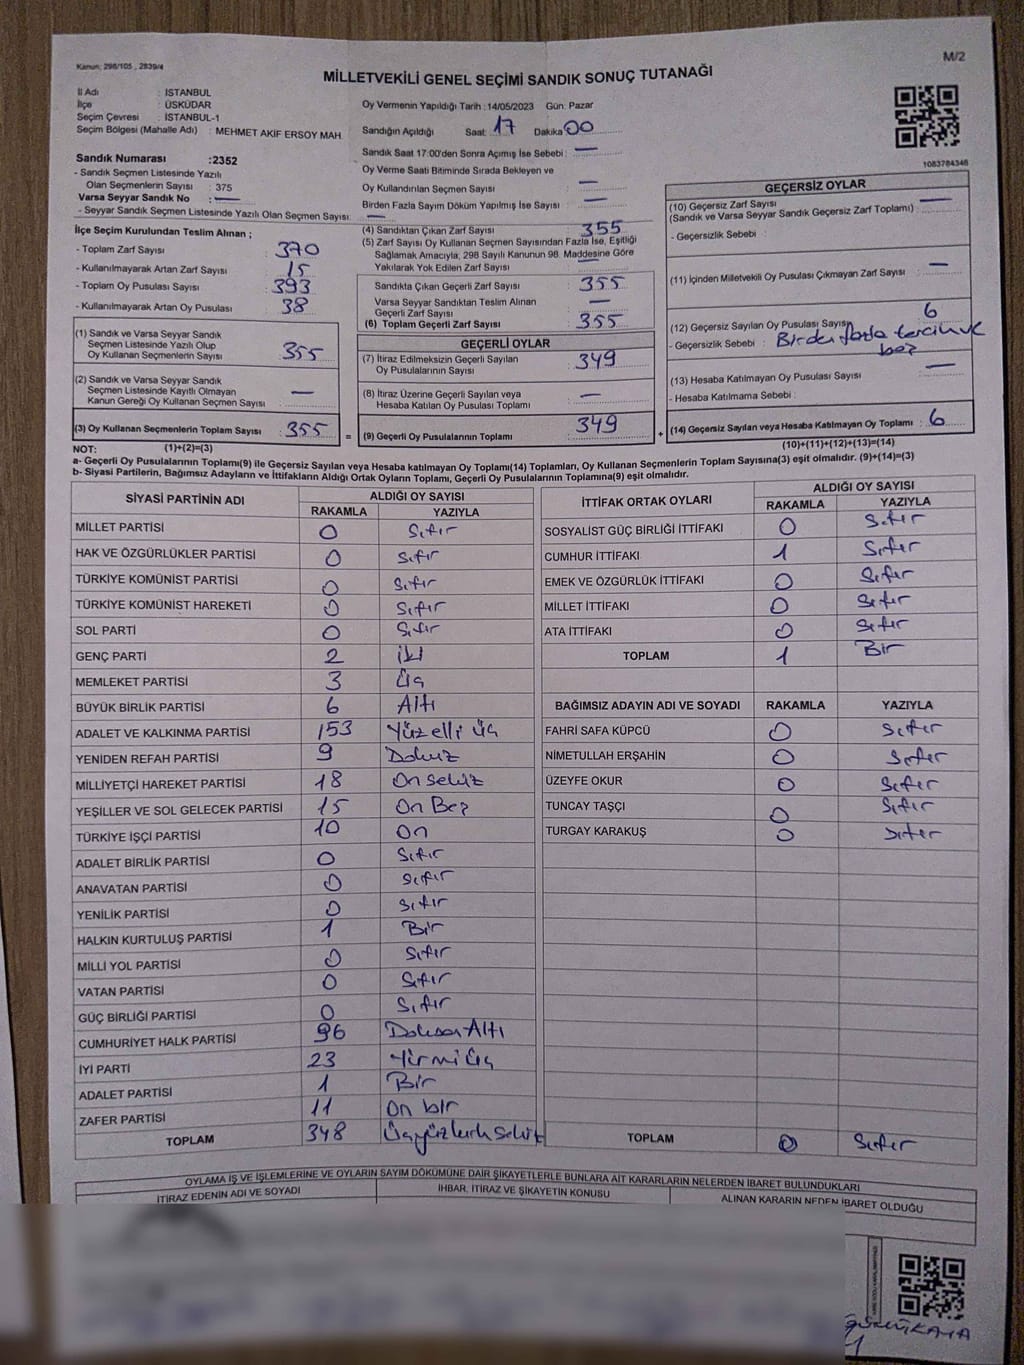 Kanun: 298/105 , 2839/4
M/2
MİLLETVEKİLİ GENEL SEÇİMİ SANDIK SONUÇ TUTANAĞI
İl Adı : İSTANBUL
İlçe : ÜSKÜDAR
Seçim Çevresi : İSTANBUL-1
Seçim Bölgesi (Mahalle Adı) : MEHMET AKİF ERSOY MAH.
Sandık Numarası :2352
- Sandık Seçmen Listesinde Yazılı
Olan Seçmenlerin Sayısı : 375
Varsa Seyyar Sandık No : —
- Seyyar Sandık Seçmen Listesinde Yazılı Olan Seçmen Sayısı: —
Oy Vermenin Yapıldığı Tarih :14/05/2023 Gün: Pazar
Sandığın Açıldığı Saat: 17 Dakika 00
Sandık Saat 17:00'den Sonra Açımış İse Sebebi : —
Oy Verme Saati Bitiminde Sırada Bekleyen ve
Oy Kullandırılan Seçmen Sayısı : —
Birden Fazla Sayım Döküm Yapılmış İse Sayısı : —
1083784346
İlçe Seçim Kurulundan Teslim Alınan ;
- Toplam Zarf Sayısı : 370
- Kullanılmayarak Artan Zarf Sayısı : 15
- Toplam Oy Pusulası Sayısı : 393
- Kullanılmayarak Artan Oy Pusulası : 38
(1) Sandık ve Varsa Seyyar Sandık
Seçmen Listesinde Yazılı Olup
Oy Kullanan Seçmenlerin Sayısı : 355
(2) Sandık ve Varsa Seyyar Sandık
Seçmen Listesinde Kayıtlı Olmayan
Kanun Gereği Oy Kullanan Seçmen Sayısı : —
(3) Oy Kullanan Seçmenlerin Toplam Sayısı : 355
(4) Sandıktan Çıkan Zarf Sayısı : 355
(5) Zarf Sayısı Oy Kullanan Seçmen Sayısından Fazla İse, Eşitliği
Sağlamak Amacıyla, 298 Sayılı Kanunun 98. Maddesine Göre
Yakılarak Yok Edilen Zarf Sayısı : —
Sandıkta Çıkan Geçerli Zarf Sayısı : 355
Varsa Seyyar Sandıktan Teslim Alınan
Geçerli Zarf Sayısı : —
(6) Toplam Geçerli Zarf Sayısı : 355
GEÇERLİ OYLAR
(7) İtiraz Edilmeksizin Geçerli Sayılan
Oy Pusulalarının Sayısı : 349
(8) İtiraz Üzerine Geçerli Sayılan veya
Hesaba Katılan Oy Pusulası Toplamı : —
= (9) Geçerli Oy Pusulalarının Toplamı : 349
GEÇERSİZ OYLAR
(10) Geçersiz Zarf Sayısı
(Sandık ve Varsa Seyyar Sandık Geçersiz Zarf Toplamı) : —
- Geçersizlik Sebebi :
(11) İçinden Milletvekili Oy Pusulası Çıkmayan Zarf Sayısı : —
(12) Geçersiz Sayılan Oy Pusulası Sayısı : 6
- Geçersizlik Sebebi : Birden fazla tercih ve
boş
(13) Hesaba Katılmayan Oy Pusulası Sayısı : —
- Hesaba Katılmama Sebebi :
+ (14) Geçersiz Sayılan veya Hesaba Katılmayan Oy Toplamı : 6
NOT: (1)+(2)=(3)
(10)+(11)+(12)+(13)=(14)
a- Geçerli Oy Pusulalarının Toplamı(9) ile Geçersiz Sayılan veya Hesaba katılmayan Oy Toplamı(14) Toplamları, Oy Kullanan Seçmenlerin Toplam Sayısına(3) eşit olmalıdır. (9)+(14)=(3)
b- Siyasi Partilerin, Bağımsız Adayların ve İttifakların Aldığı Ortak Oyların Toplamı, Geçerli Oy Pusulalarının Toplamına(9) eşit olmalıdır.
SİYASİ PARTİNİN ADI ALDIĞI OY SAYISI
RAKAMLA YAZIYLA
MİLLET PARTİSİ 0 Sıfır
HAK VE ÖZGÜRLÜKLER PARTİSİ 0 Sıfır
TÜRKİYE KOMÜNİST PARTİSİ 0 Sıfır
TÜRKİYE KOMÜNİST HAREKETİ 0 Sıfır
SOL PARTİ 0 Sıfır
GENÇ PARTİ 2 İki
MEMLEKET PARTİSİ 3 Üç
BÜYÜK BİRLİK PARTİSİ 6 Altı
ADALET VE KALKINMA PARTİSİ 153 Yüzelli üç
YENİDEN REFAH PARTİSİ 9 Dokuz
MİLLİYETÇİ HAREKET PARTİSİ 18 On sekiz
YEŞİLLER VE SOL GELECEK PARTİSİ 15 On Beş
TÜRKİYE İŞÇİ PARTİSİ 10 On
ADALET BİRLİK PARTİSİ 0 Sıfır
ANAVATAN PARTİSİ 0 Sıfır
YENİLİK PARTİSİ 0 Sıfır
HALKIN KURTULUŞ PARTİSİ 1 Bir
MİLLİ YOL PARTİSİ 0 Sıfır
VATAN PARTİSİ 0 Sıfır
GÜÇ BİRLİĞİ PARTİSİ 0 Sıfır
CUMHURİYET HALK PARTİSİ 96 Doksan Altı
İYİ PARTİ 23 Yirmi üç
ADALET PARTİSİ 1 Bir
ZAFER PARTİSİ 11 On bir
TOPLAM 348 Üçyüzkırk sekiz
İTTİFAK ORTAK OYLARI ALDIĞI OY SAYISI
RAKAMLA YAZIYLA
SOSYALİST GÜÇ BİRLİĞİ İTTİFAKI 0 Sıfır
CUMHUR İTTİFAKI 1 Sıfır
EMEK VE ÖZGÜRLÜK İTTİFAKI 0 Sıfır
MİLLET İTTİFAKI 0 Sıfır
ATA İTTİFAKI 0 Sıfır
TOPLAM 1 Bir
BAĞIMSIZ ADAYIN ADI VE SOYADI RAKAMLA YAZIYLA
FAHRİ SAFA KÜPCÜ 0 Sıfır
NİMETULLAH ERŞAHİN 0 Sıfır
ÜZEYFE OKUR 0 Sıfır
TUNCAY TAŞÇI 0 Sıfır
TURGAY KARAKUŞ 0 Sıfır
TOPLAM 0 Sıfır
OYLAMA İŞ VE İŞLEMLERİNE VE OYLARIN SAYIM DÖKÜMÜNE DAİR ŞİKAYETLERLE BUNLARA AİT KARARLARIN NELERDEN İBARET BULUNDUKLARI
İTİRAZ EDENİN ADI VE SOYADI İHBAR, İTİRAZ VE ŞİKAYETİN KONUSU ALINAN KARARIN NEDEN İBARET OLDUĞU